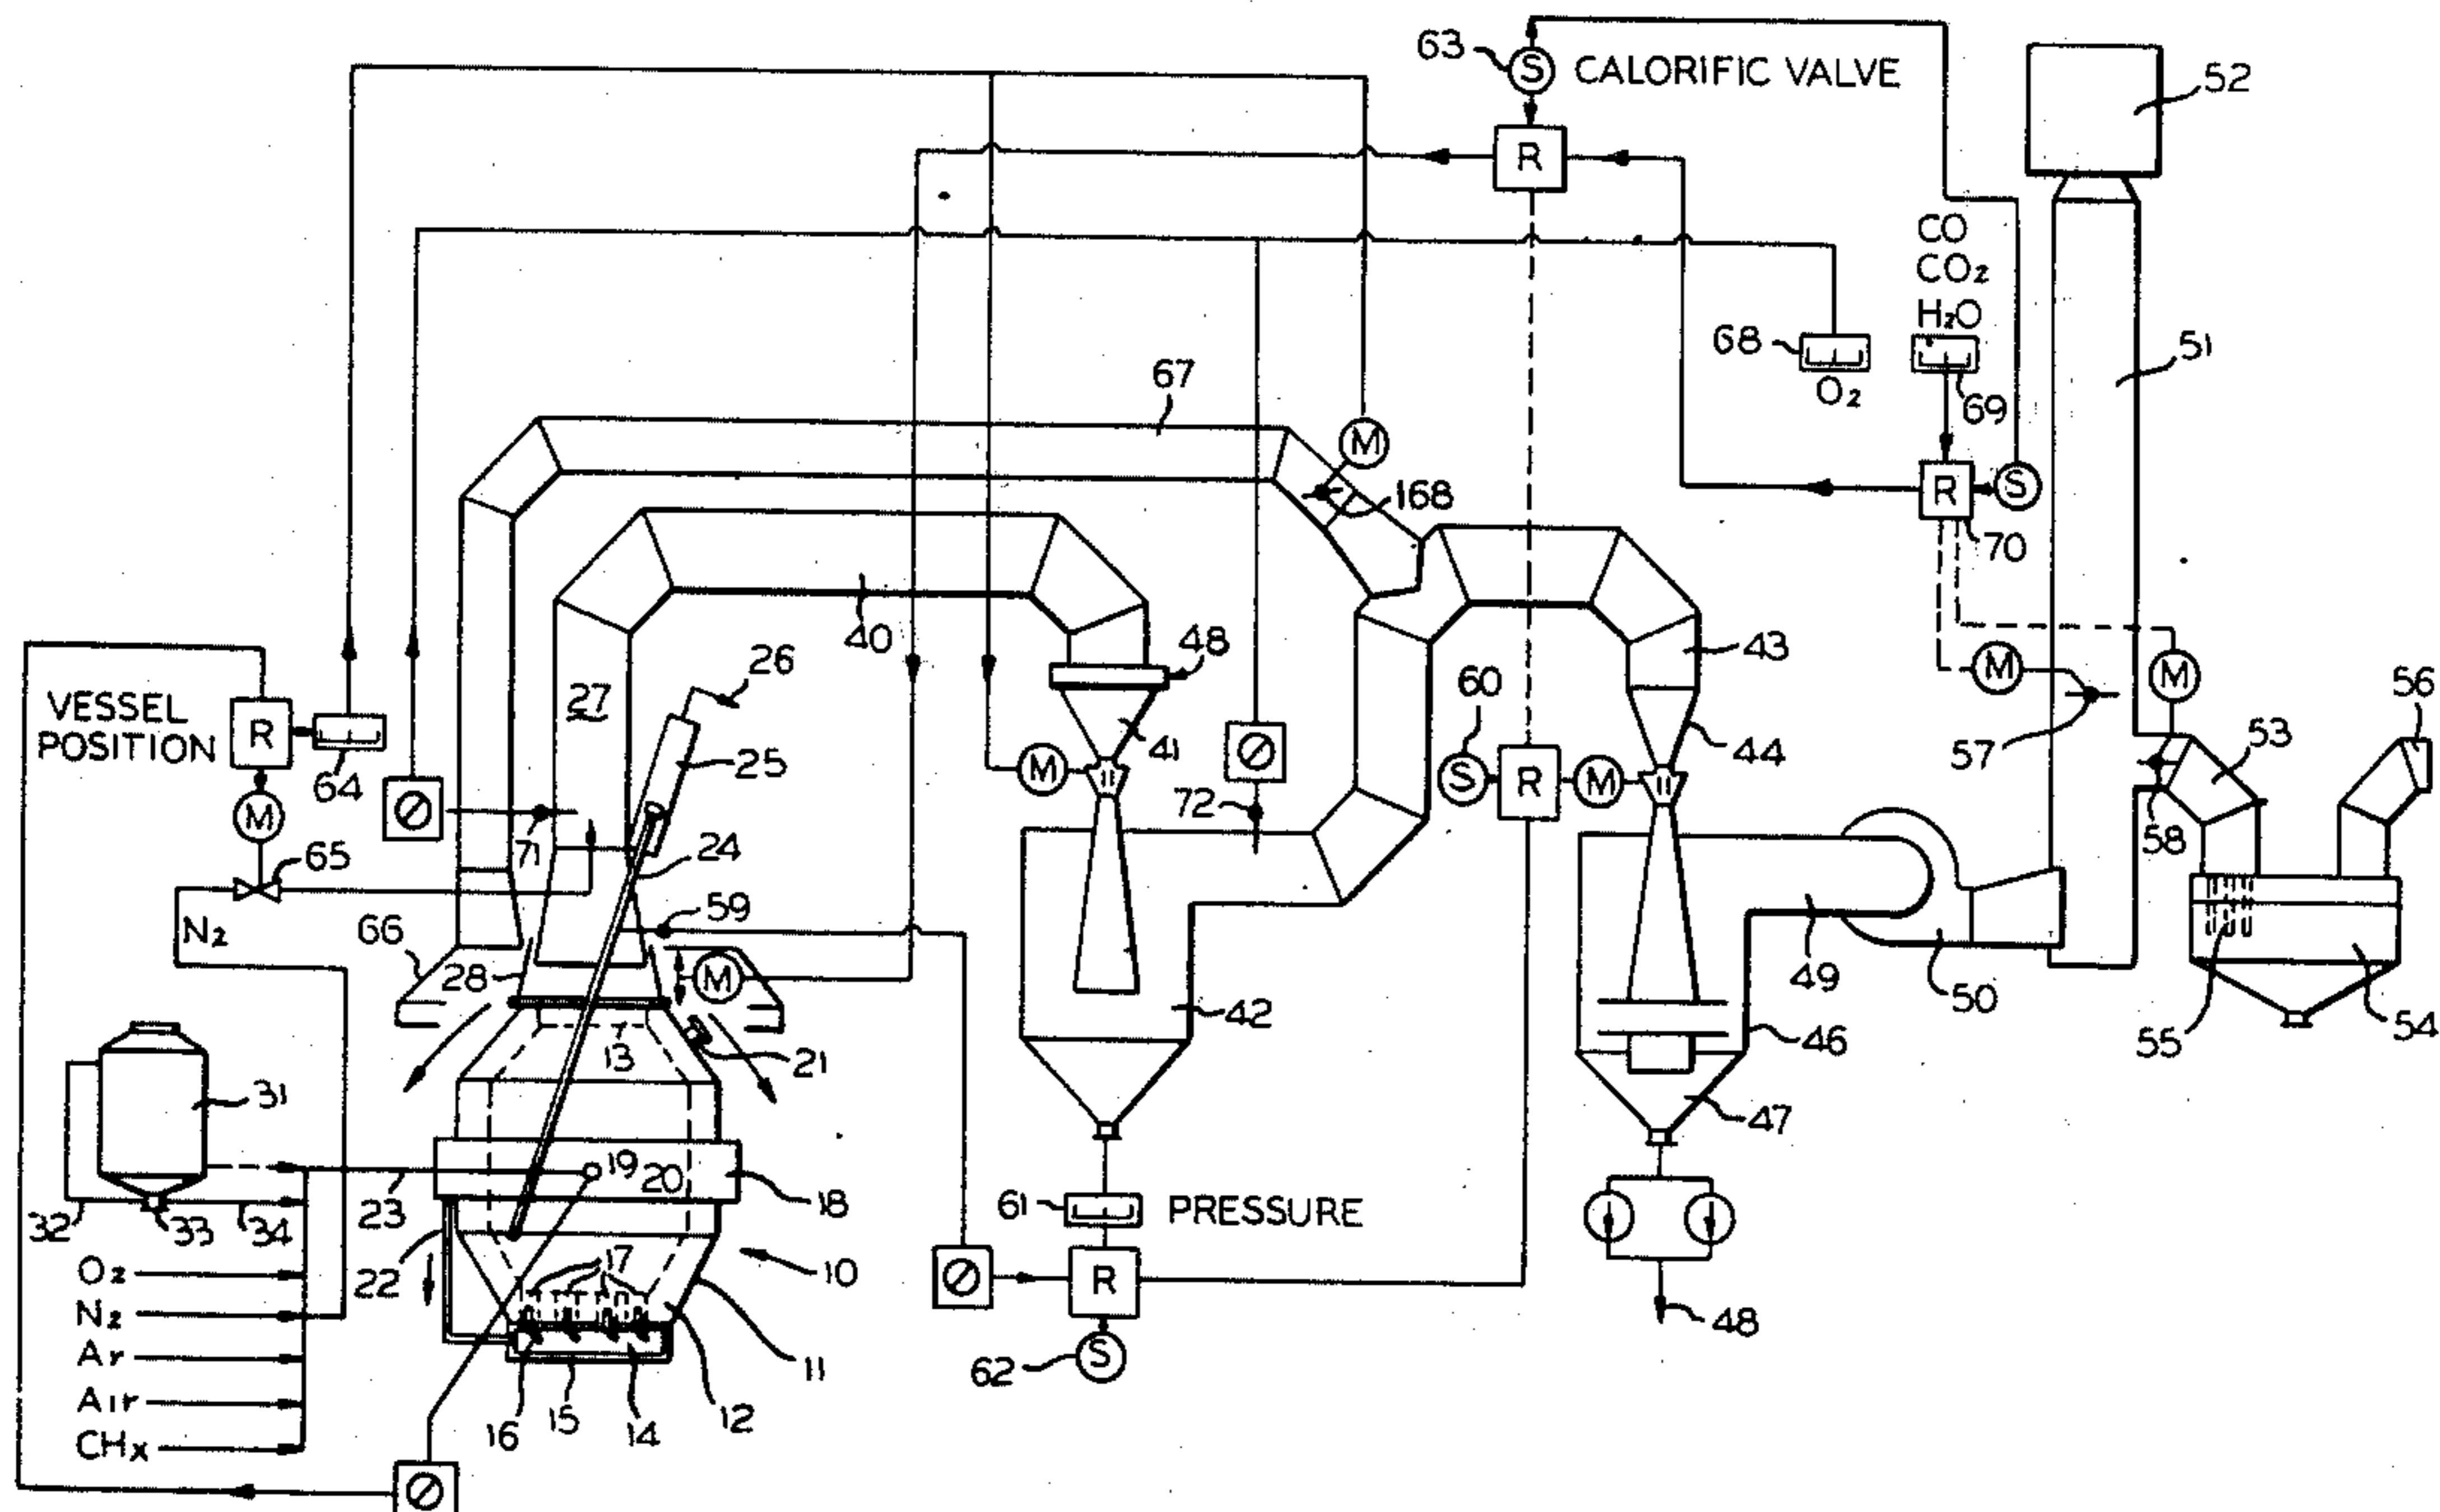 63
S
CALORIFIC VALVE
52
R
CO
CO₂
H₂O
68
O₂
69
51
67
M
168
R
S
70
40
48
43
26
27
60
M
M
56
VESSEL
POSITION
R
25
41
44
57
53
64
M
72
S
R
M
58
M
71
24
65
59
N₂
66
28
M
49
50
42
46
55
54
13
21
31
47
19
20
18
32
33
34
23
61
PRESSURE
22
17
10
R
O₂
N₂
Ar
Air
CHx
16
15
14
12
11
62
S
48